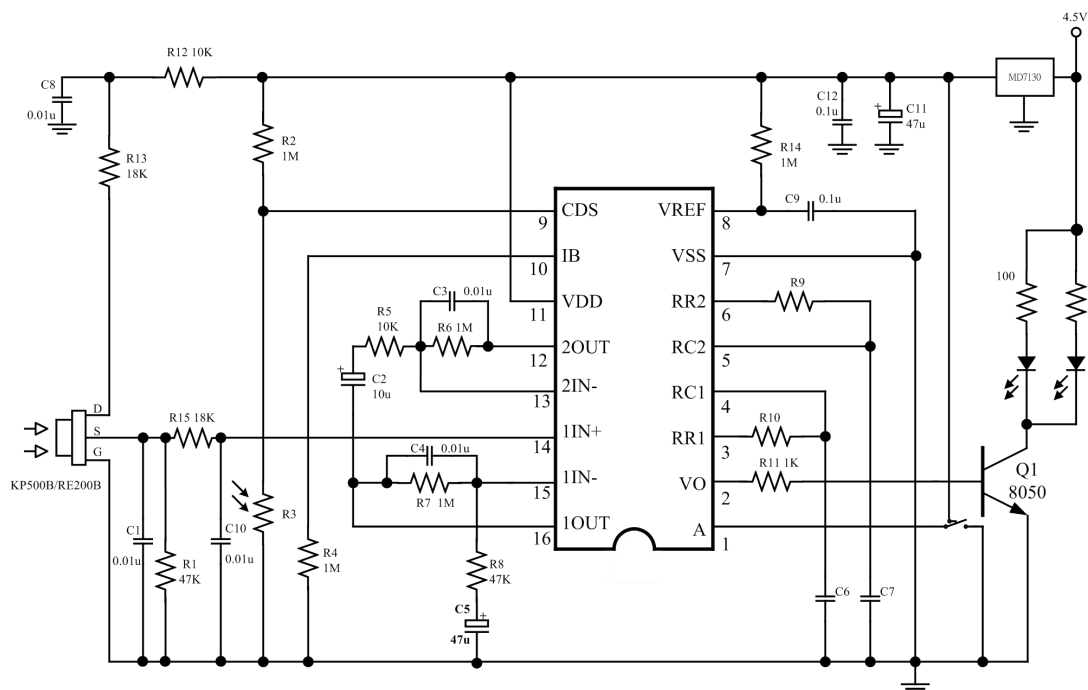 4.5V
R12 10K
MD7130
C8
0.01u
C12
0.1u
C11
+
47u
R2
1M
R14
1M
R13
18K
C9
0.1u
CDS
VREF
9
8
IB
VSS
10
7
VDD
RR2
11
6
R9
C3
0.01u
R5
10K
R6 1M
100
2OUT
RC2
12
5
+
C2
10u
2IN-
RC1
13
4
D
S
G
R15 18K
1IN+
RR1
14
3
R10
KP500B/RE200B
C4
0.01u
R7 1M
1IN-
VO
15
2
R11 1K
Q1
8050
1OUT
A
16
1
R3
C1
0.01u
C10
0.01u
R1
47K
R4
1M
R8
47K
C6
C7
C5
+
47u